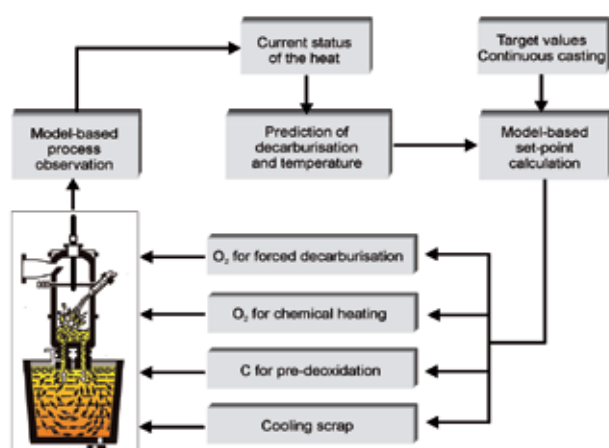 Current status
of the heat
Target values
Continuous casting
Model-based
process
observation
Prediction of
decarburisation
and temperature
Model-based
set-point
calculation
O₂ for forced decarburisation
O₂ for chemical heating
C for pre-deoxidation
Cooling scrap